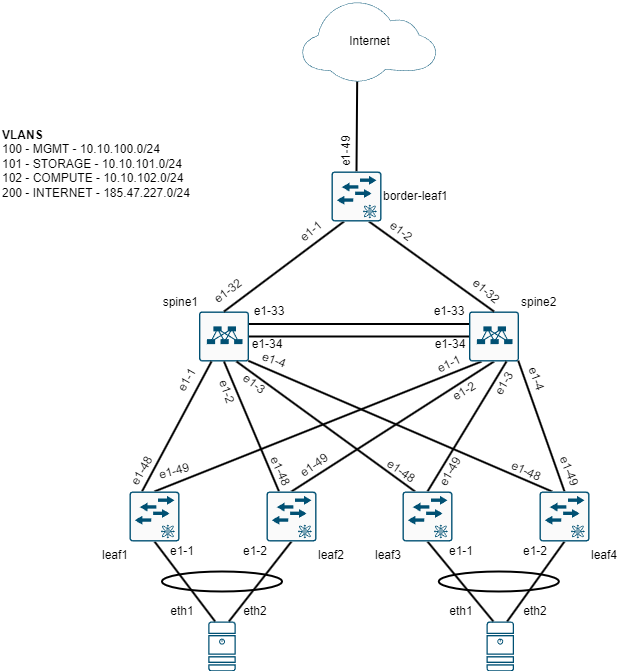 Internet
e1-49
VLANS
100 - MGMT - 10.10.100.0/24
101 - STORAGE - 10.10.101.0/24
102 - COMPUTE - 10.10.102.0/24
200 - INTERNET - 185.47.227.0/24
border-leaf1
e1-1
e1-2
e1-32
e1-32
spine1
spine2
e1-33
e1-33
e1-34
e1-34
e1-1
e1-2
e1-3
e1-4
e1-1
e1-2
e1-3
e1-4
e1-48
e1-49
e1-48
e1-49
e1-48
e1-49
e1-48
e1-49
leaf1
e1-1
e1-2
leaf2
leaf3
e1-1
e1-2
leaf4
eth1
eth2
eth1
eth2